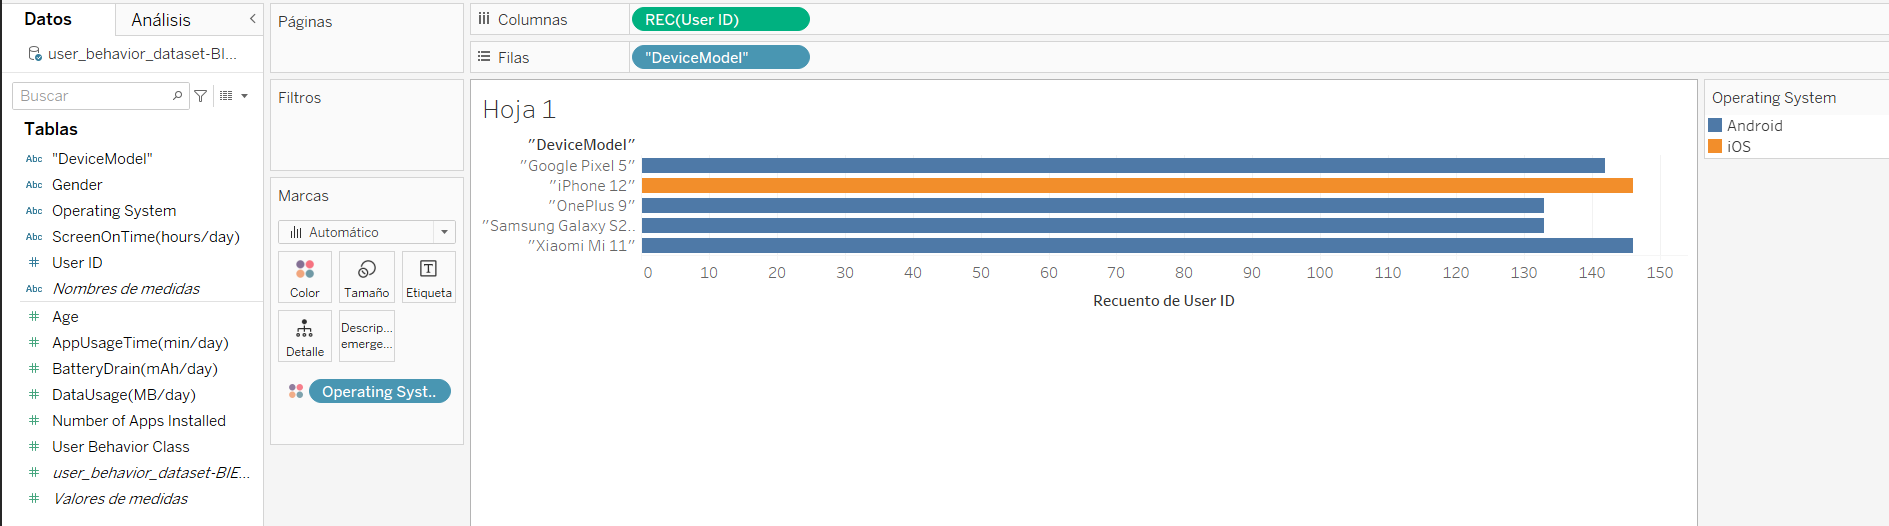 Datos
Análisis
user_behavior_dataset-BI...
Buscar
Tablas
Abc "DeviceModel"
Abc Gender
Abc Operating System
Abc ScreenOnTime(hours/day)
# User ID
Abc Nombres de medidas
# Age
# AppUsageTime(min/day)
# BatteryDrain(mAh/day)
# DataUsage(MB/day)
# Number of Apps Installed
# User Behavior Class
# user_behavior_dataset-BIE...
# Valores de medidas
Páginas
Filtros
Marcas
Automático
Color
Tamaño
Etiqueta
Detalle
Descrip...
emerge...
Operating Syst..
Columnas
REC(User ID)
Filas
"DeviceModel"
Hoja 1
"DeviceModel"
"Google Pixel 5"
"iPhone 12"
"OnePlus 9"
"Samsung Galaxy S2..
"Xiaomi Mi 11"
0 10 20 30 40 50 60 70 80 90 100 110 120 130 140 150
Recuento de User ID
Operating System
Android
iOS